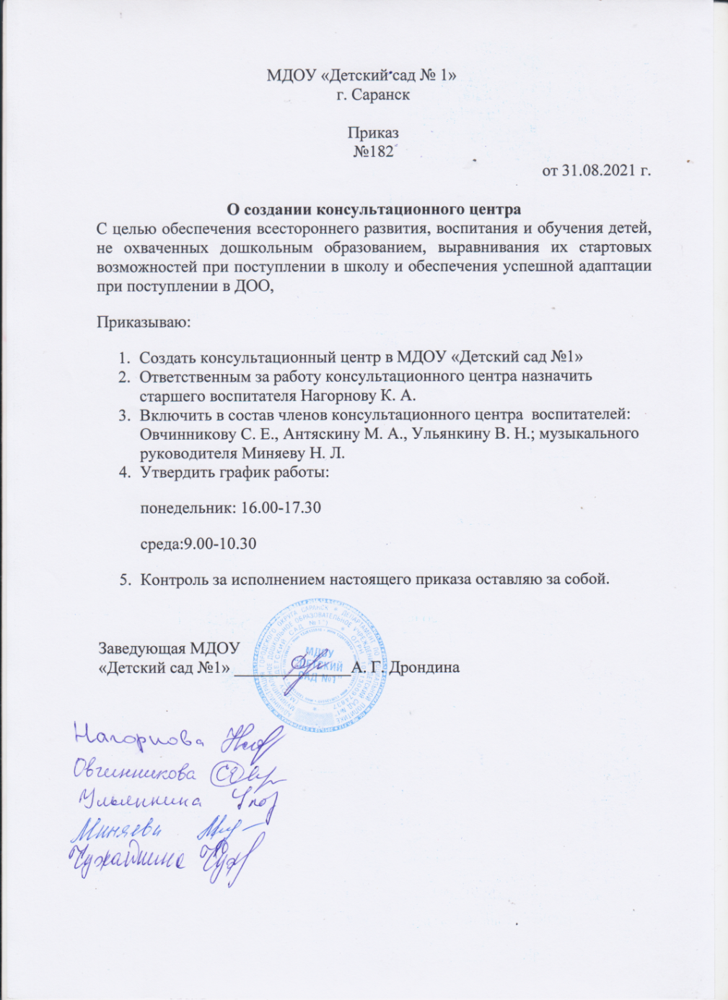 МДОУ «Детский сад № 1»
г. Саранск
Приказ
№182
от 31.08.2021 г.
О создании консультационного центра
С целью обеспечения всестороннего развития, воспитания и обучения детей,
не охваченных дошкольным образованием, выравнивания их стартовых
возможностей при поступлении в школу и обеспечения успешной адаптации
при поступлении в ДОО,
Приказываю:
1. Создать консультационный центр в МДОУ «Детский сад №1»
2. Ответственным за работу консультационного центра назначить
старшего воспитателя Нагорнову К. А.
3. Включить в состав членов консультационного центра воспитателей:
Овчинникову С. Е., Антяскину М. А., Ульянкину В. Н.; музыкального
руководителя Миняеву Н. Л.
4. Утвердить график работы:
понедельник: 16.00-17.30
среда:9.00-10.30
5. Контроль за исполнением настоящего приказа оставляю за собой.
Заведующая МДОУ
«Детский сад №1» А. Г. Дрондина
МДОУ
"ДЕТСКИЙ
САД №1"
Нагорнова
Овчинникова
Ульянкина
Миняева